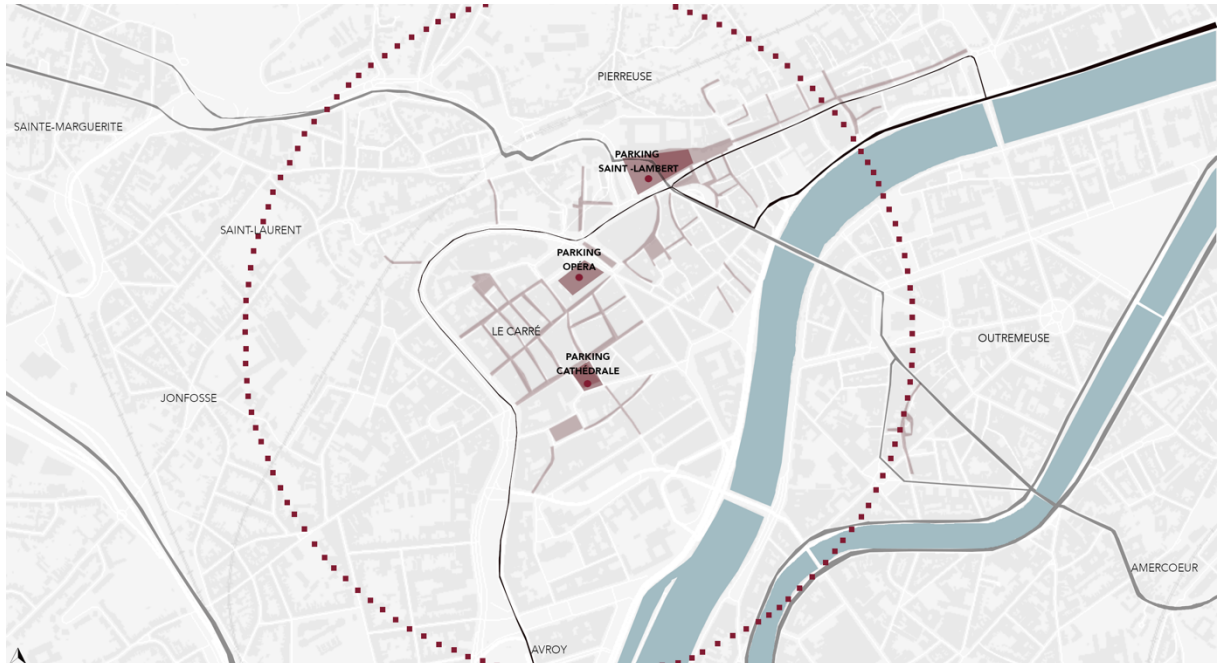 PIERREUSE
SAINTE-MARGUERITE
PARKING
SAINT -LAMBERT
SAINT-LAURENT
PARKING
OPÉRA
LE CARRÉ
OUTREMEUSE
PARKING
CATHÉDRALE
JONFOSSE
AMERCOEUR
AVROY